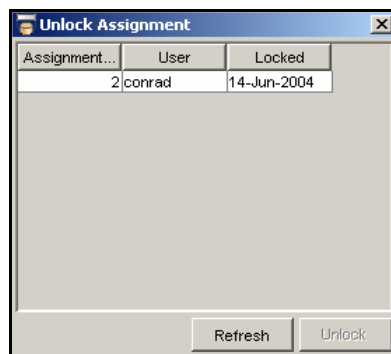 Unlock Assignment
Assignment... User Locked
2 conrad 14-Jun-2004
Refresh Unlock